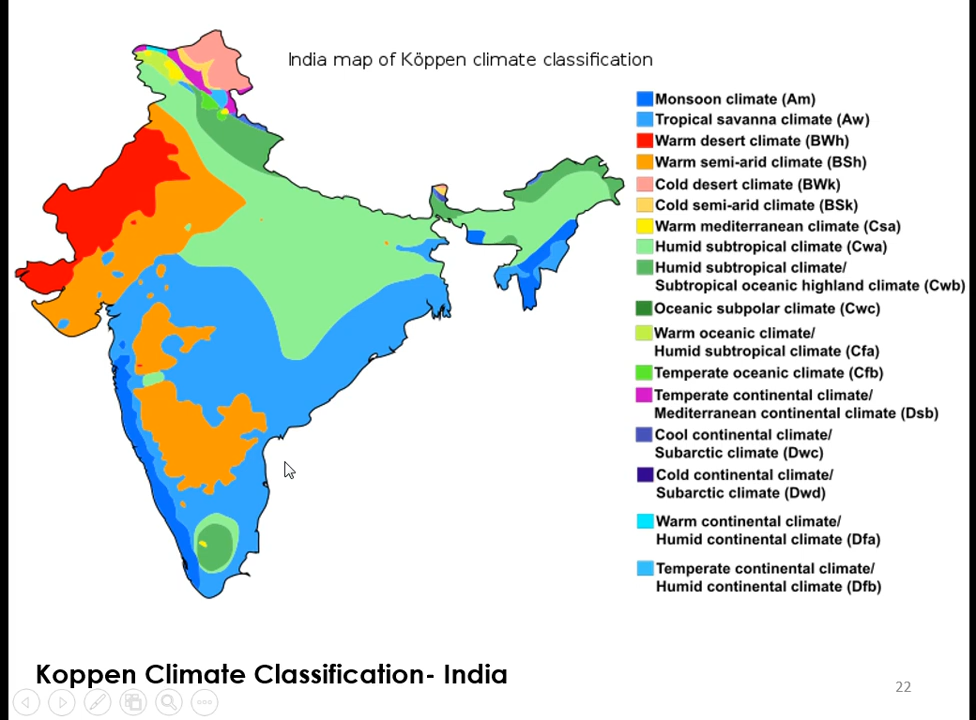 India map of Köppen climate classification
Monsoon climate (Am)
Tropical savanna climate (Aw)
Warm desert climate (BWh)
Warm semi-arid climate (BSh)
Cold desert climate (BWk)
Cold semi-arid climate (BSk)
Warm mediterranean climate (Csa)
Humid subtropical climate (Cwa)
Humid subtropical climate/
Subtropical oceanic highland climate (Cwb)
Oceanic subpolar climate (Cwc)
Warm oceanic climate/
Humid subtropical climate (Cfa)
Temperate oceanic climate (Cfb)
Temperate continental climate/
Mediterranean continental climate (Dsb)
Cool continental climate/
Subarctic climate (Dwc)
Cold continental climate/
Subarctic climate (Dwd)
Warm continental climate/
Humid continental climate (Dfa)
Temperate continental climate/
Humid continental climate (Dfb)
Koppen Climate Classification- India
22